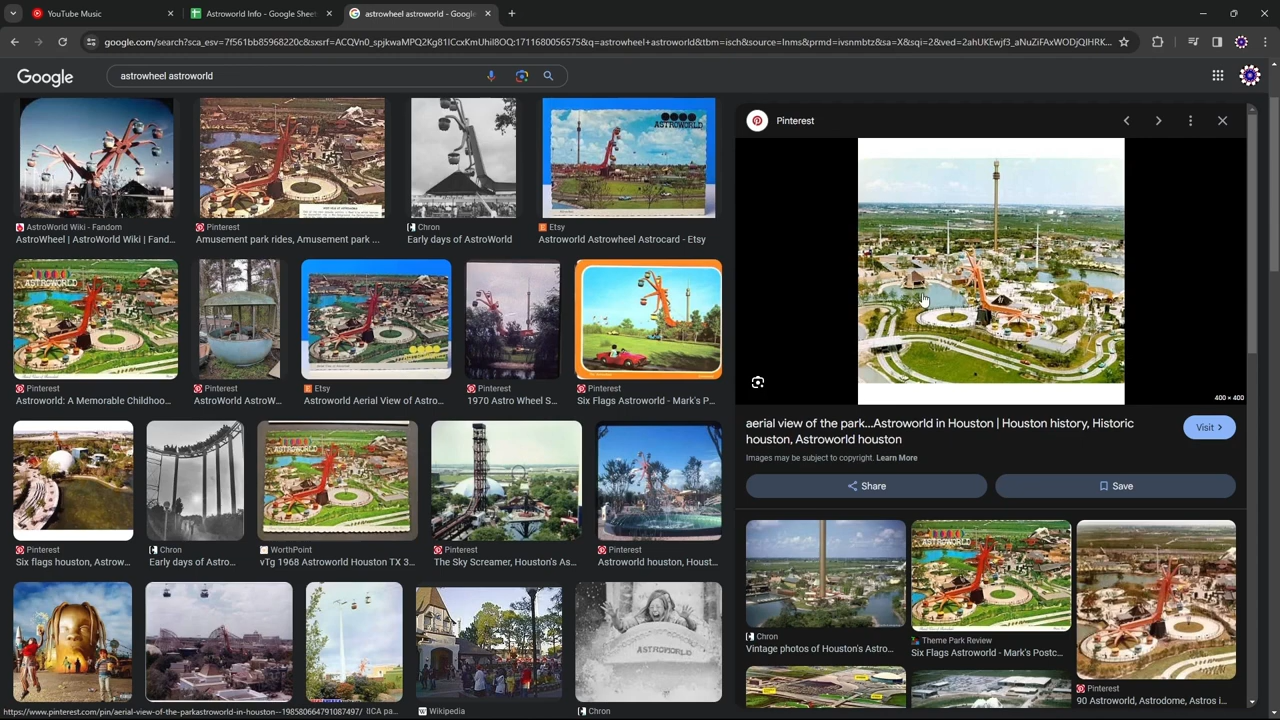 YouTube Music
Astroworld Info - Google Sheet
astrowheel astroworld - Google
google.com/search?sca_esv=7f561bb85968220c&sxsrf=ACQVn0_spjkwaMPQ2Kg81ICcxKmUhil8OQ:1711680056575&q=astrowheel+astroworld&tbm=isch&source=lnms&prmd=ivsnmbtz&sa=X&sqi=2&ved=2ahUKEwjf3_aNuZiFAxWODjQIHRK...
Google
astrowheel astroworld
AstroWorld Wiki - Fandom
AstroWheel | AstroWorld Wiki | Fand...
Pinterest
Amusement park rides, Amusement park ...
Chron
Early days of AstroWorld
ASTROWORLD
Etsy
Astroworld Astrowheel Astrocard - Etsy
ASTROWORLD
Pinterest
Astroworld: A Memorable Childhoo...
Pinterest
AstroWorld AstroW...
Etsy
Astroworld Aerial View of Astro...
Pinterest
1970 Astro Wheel S...
Pinterest
Six Flags Astroworld - Mark's P...
Pinterest
Six flags houston, Astrow...
Chron
Early days of Astro...
WorthPoint
vTg 1968 Astroworld Houston TX 3...
Pinterest
The Sky Screamer, Houston's As...
Pinterest
Astroworld houston, Houst...
ASTROWORLD
Wikipedia
Chron
https://www.pinterest.com/pin/aerial-view-of-the-parkastroworld-in-houston--198580664791087497/
Pinterest
400 × 400
aerial view of the park...Astroworld in Houston | Houston history, Historic
houston, Astroworld houston
Visit
Images may be subject to copyright. Learn More
Share
Save
Chron
Vintage photos of Houston's Astro...
ASTROWORLD
Theme Park Review
Six Flags Astroworld - Mark's Postc...
Pinterest
90 Astroworld, Astrodome, Astros i...